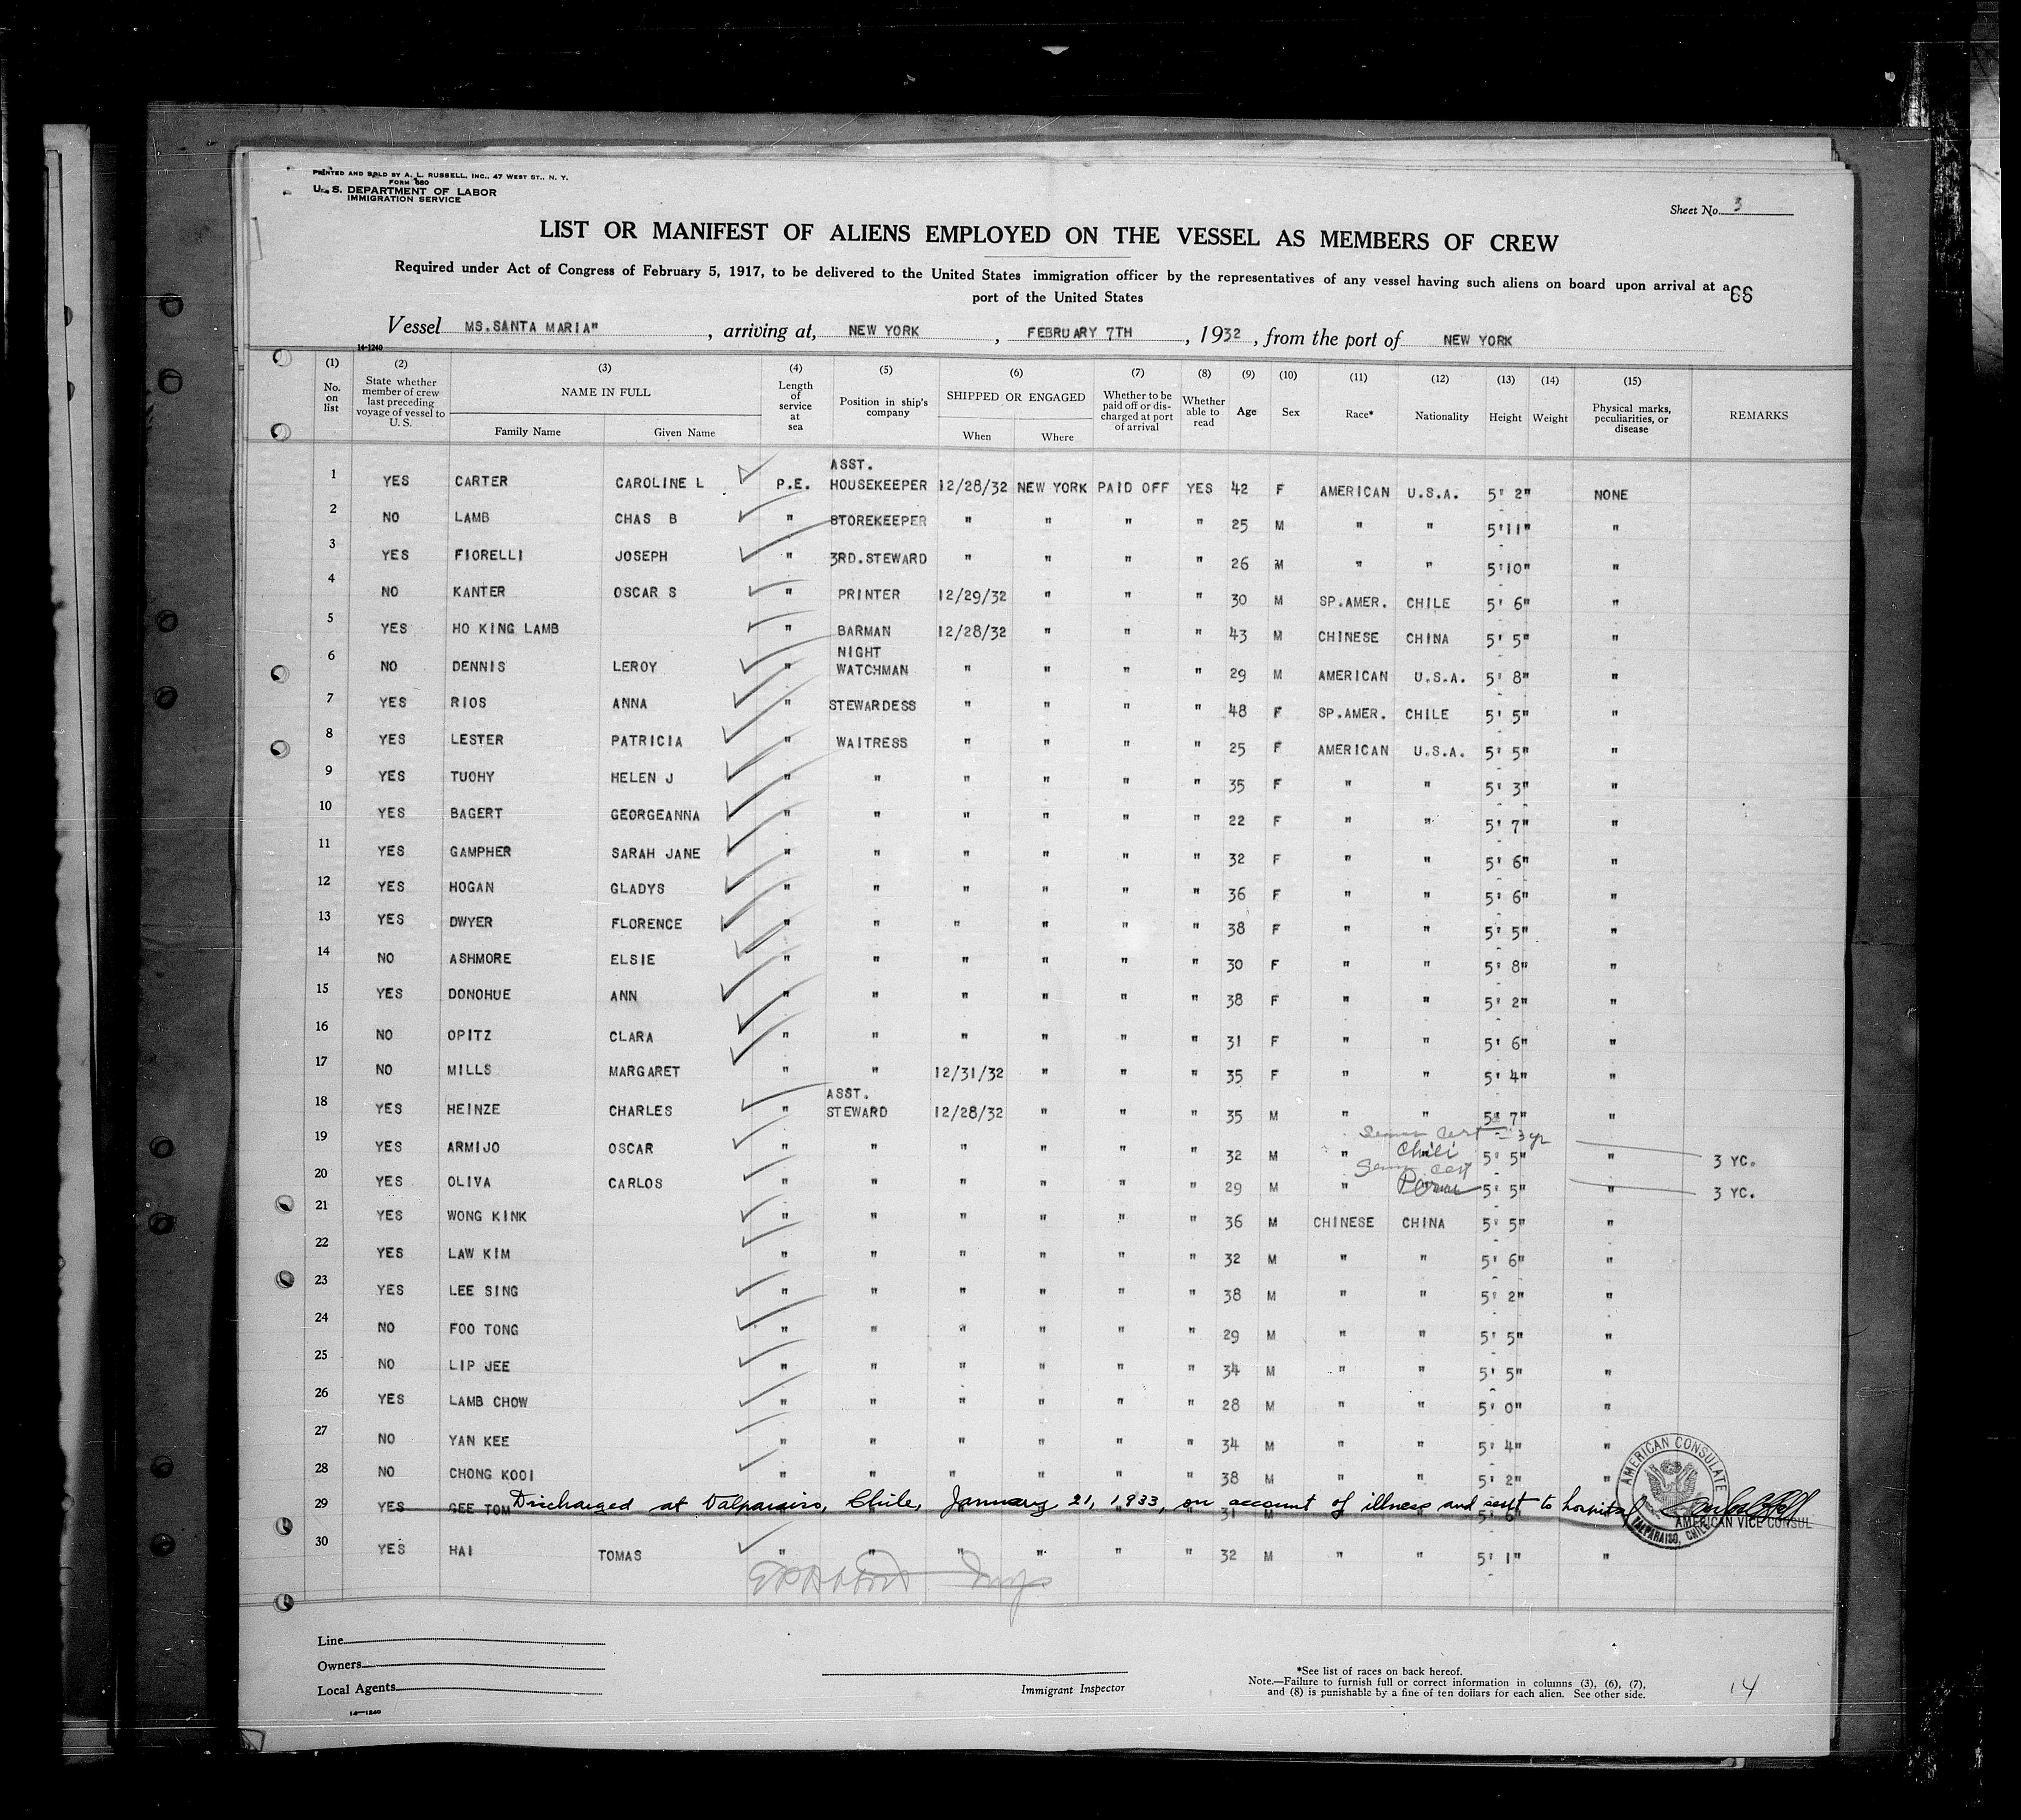 PRINTED AND SOLD BY A. L. RUSSELL, INC., 47 WEST ST., N. Y.
FORM 680
U. S. DEPARTMENT OF LABOR
IMMIGRATION SERVICE
Sheet No. 3
LIST OR MANIFEST OF ALIENS EMPLOYED ON THE VESSEL AS MEMBERS OF CREW
Required under Act of Congress of February 5, 1917, to be delivered to the United States immigration officer by the representatives of any vessel having such aliens on board upon arrival at a
port of the United States
66
Vessel MS.SANTA MARIA" , arriving at, NEW YORK , FEBRUARY 7TH , 1932 , from the port of NEW YORK
14-1240
(1) No. on list (2) State whether member of crew last preceding voyage of vessel to U. S. (3) NAME IN FULL Family Name Given Name (4) Length of service at sea (5) Position in ship's company (6) SHIPPED OR ENGAGED When Where (7) Whether to be paid off or discharged at port of arrival (8) Whether able to read (9) Age (10) Sex (11) Race* (12) Nationality (13) Height (14) Weight (15) Physical marks, peculiarities, or disease REMARKS
1 YES CARTER CAROLINE L P.E. ASST. HOUSEKEEPER 12/28/32 NEW YORK PAID OFF YES 42 F AMERICAN U.S.A. 5' 2" NONE
2 NO LAMB CHAS B " STOREKEEPER " " " " 25 M " " 5'11" "
3 YES FIORELLI JOSEPH " 3RD.STEWARD " " " " 26 M " " 5'10" "
4 NO KANTER OSCAR S " PRINTER 12/29/32 " " " 30 M SP.AMER. CHILE 5' 6" "
5 YES HO KING LAMB " BARMAN 12/28/32 " " " 43 M CHINESE CHINA 5' 5" "
6 NO DENNIS LEROY " NIGHT WATCHMAN " " " " 29 M AMERICAN U.S.A. 5' 8" "
7 YES RIOS ANNA " STEWARDESS " " " " 48 F SP.AMER. CHILE 5' 5" "
8 YES LESTER PATRICIA " WAITRESS " " " " 25 F AMERICAN U.S.A. 5' 5" "
9 YES TUOHY HELEN J " " " " " " 35 F " " 5' 3" "
10 YES BAGERT GEORGEANNA " " " " " " 22 F " " 5' 7" "
11 YES GAMPHER SARAH JANE " " " " " " 32 F " " 5' 6" "
12 YES HOGAN GLADYS " " " " " " 36 F " " 5' 6" "
13 YES DWYER FLORENCE " " " " " " 38 F " " 5' 5" "
14 NO ASHMORE ELSIE " " " " " " 30 F " " 5' 8" "
15 YES DONOHUE ANN " " " " " " 38 F " " 5' 2" "
16 NO OPITZ CLARA " " " " " " 31 F " " 5' 6" "
17 NO MILLS MARGARET " " 12/31/32 " " " 35 F " " 5' 4" "
18 YES HEINZE CHARLES " ASST. STEWARD 12/28/32 " " " 35 M " " 5' 7" "
19 YES ARMIJO OSCAR " " " " " " 32 M " Chili 5' 5" " 3 YC.
20 YES OLIVA CARLOS " " " " " " 29 M " 5' 5" " 3 YC.
21 YES WONG KINK " " " " " " 36 M CHINESE CHINA 5' 5" "
22 YES LAW KIM " " " " " " 32 M " " 5' 6" "
23 YES LEE SING " " " " " " 38 M " " 5' 2" "
24 NO FOO TONG " " " " " " 29 M " " 5' 5" "
25 NO LIP JEE " " " " " " 34 M " " 5' 5" "
26 YES LAMB CHOW " " " " " " 28 M " " 5' 0" "
27 NO YAN KEE " " " " " " 34 M " " 5' 4" "
28 NO CHONG KOOI " " " " " " 38 M " " 5' 2" "
29 YES GEE TOM Discharged at Valparaiso, Chile, January 21, 1933, on account of illness and sent to hospital 31 M 5' 6"
AMERICAN CONSULATE VALPARAISO, CHILE
AMERICAN VICE CONSUL
30 YES HAI TOMAS " " " " " " 32 M " " 5' 1" "
Line
Owners
Local Agents
14-1240
Immigrant Inspector
*See list of races on back hereof.
Note.—Failure to furnish full or correct information in columns (3), (6), (7),
and (8) is punishable by a fine of ten dollars for each alien. See other side.
14